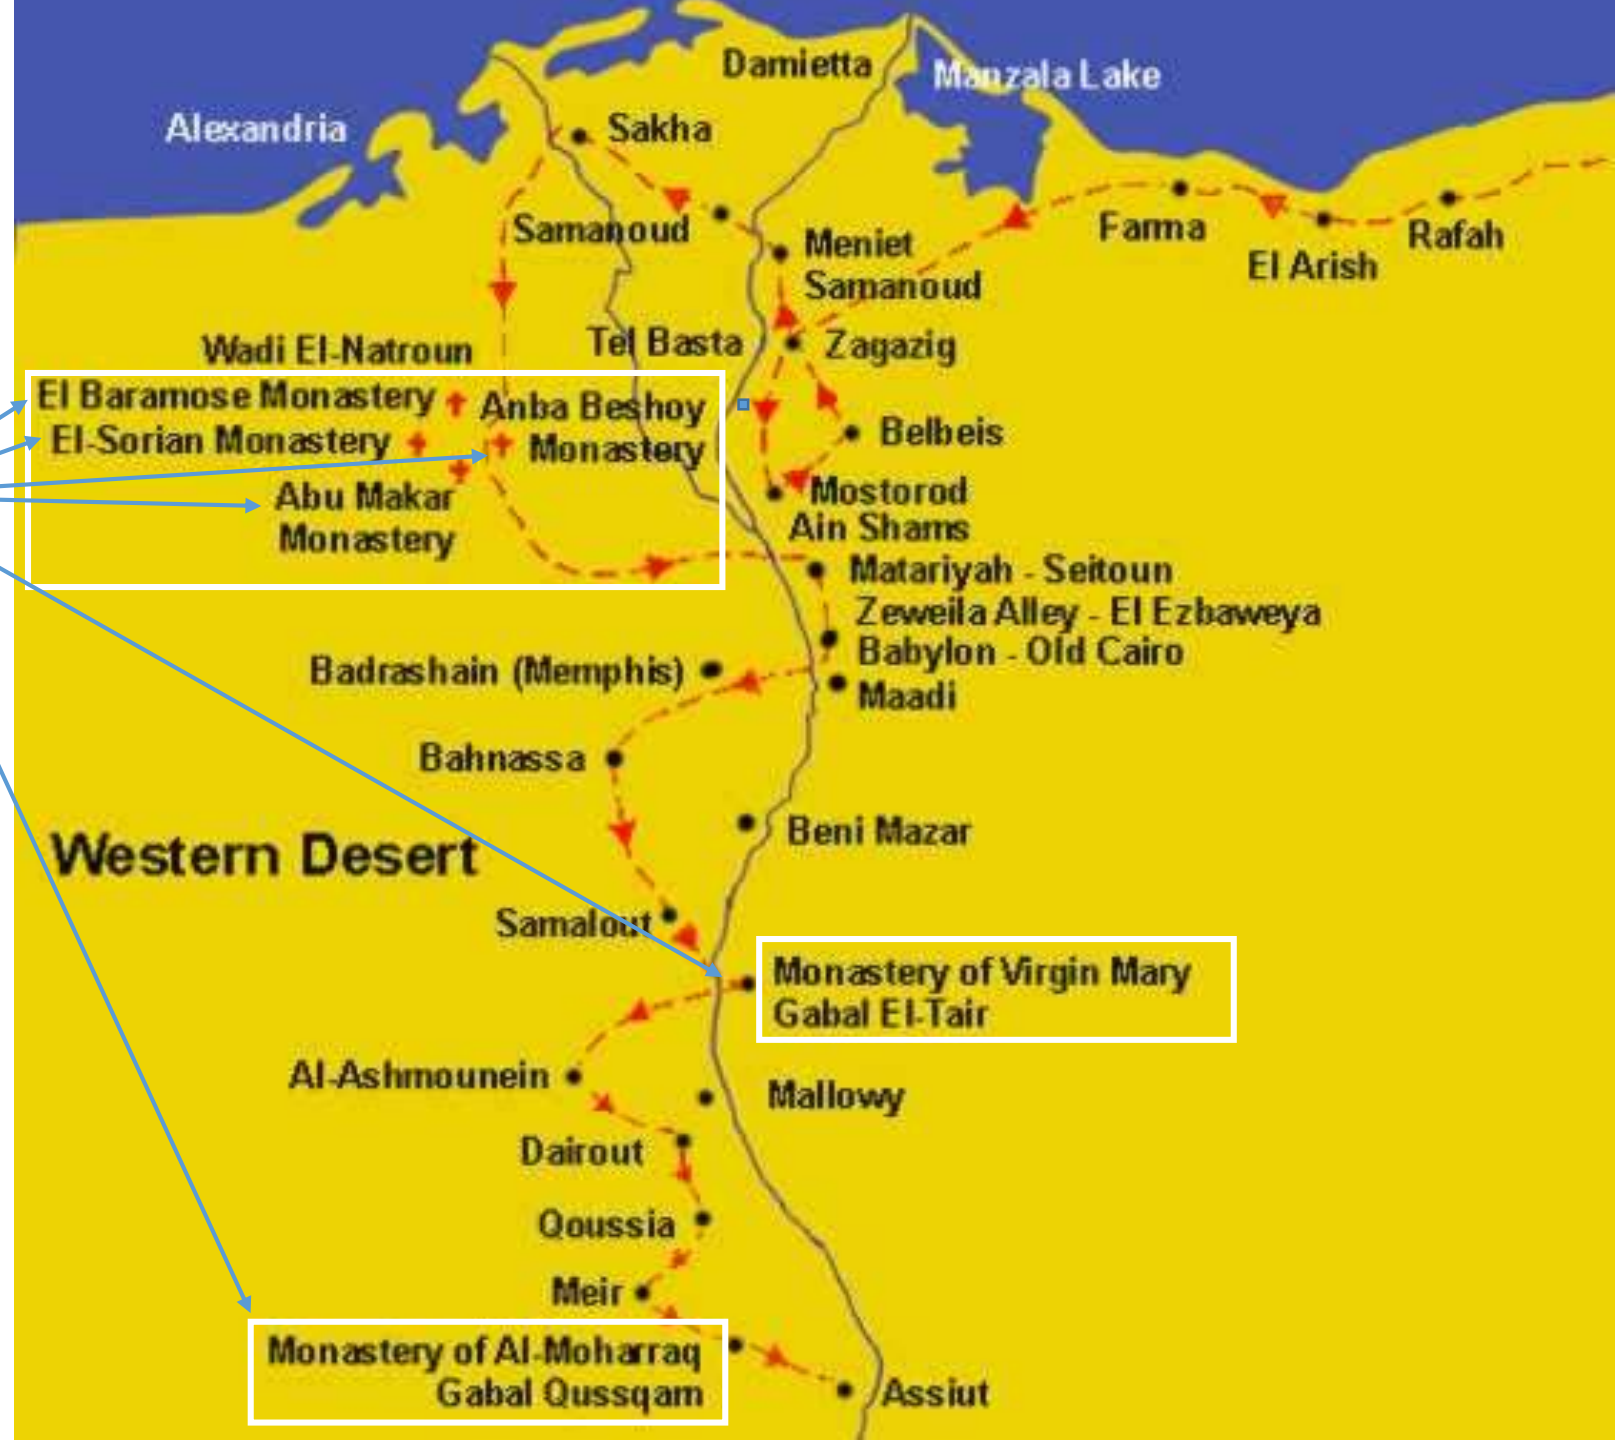 Damietta
Manzala Lake
Alexandria
Sakha
Samanoud
Meniet
Samanoud
Farma
El Arish
Rafah
Wadi El-Natroun
Tel Basta
Zagazig
El Baramose Monastery
Anba Beshoy
Monastery
El-Sorian Monastery
Belbeis
Abu Makar
Monastery
Mostorod
Ain Shams
Matariyah - Seitoun
Zeweila Alley - El Ezbaweya
Babylon - Old Cairo
Badrashain (Memphis)
Maadi
Bahnassa
Beni Mazar
Western Desert
Samalout
Monastery of Virgin Mary
Gabal El-Tair
Al-Ashmounein
Mallowy
Dairout
Qoussia
Meir
Monastery of Al-Moharraq
Gabal Qussqam
Assiut